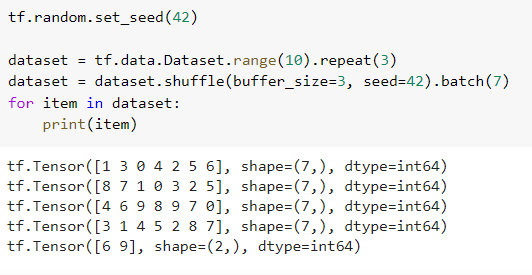 tf.random.set_seed(42)
dataset = tf.data.Dataset.range(10).repeat(3)
dataset = dataset.shuffle(buffer_size=3, seed=42).batch(7)
for item in dataset:
    print(item)
tf.Tensor([1 3 0 4 2 5 6], shape=(7,), dtype=int64)
tf.Tensor([8 7 1 0 3 2 5], shape=(7,), dtype=int64)
tf.Tensor([4 6 9 8 9 7 0], shape=(7,), dtype=int64)
tf.Tensor([3 1 4 5 2 8 7], shape=(7,), dtype=int64)
tf.Tensor([6 9], shape=(2,), dtype=int64)